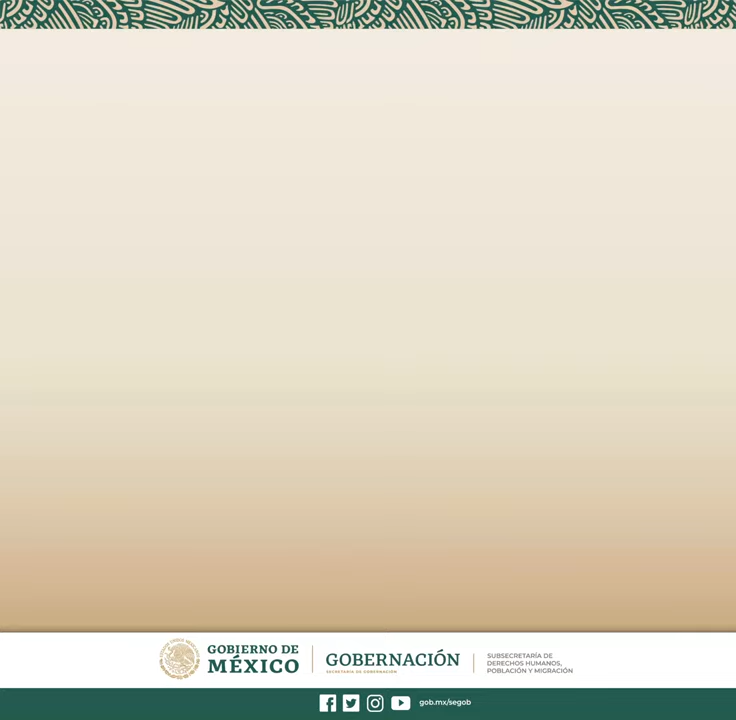 GOBIERNO DE
MÉXICO
GOBERNACIÓN
SECRETARÍA DE GOBERNACIÓN
SUBSECRETARÍA DE
DERECHOS HUMANOS,
POBLACIÓN Y MIGRACIÓN
gob.mx/segob